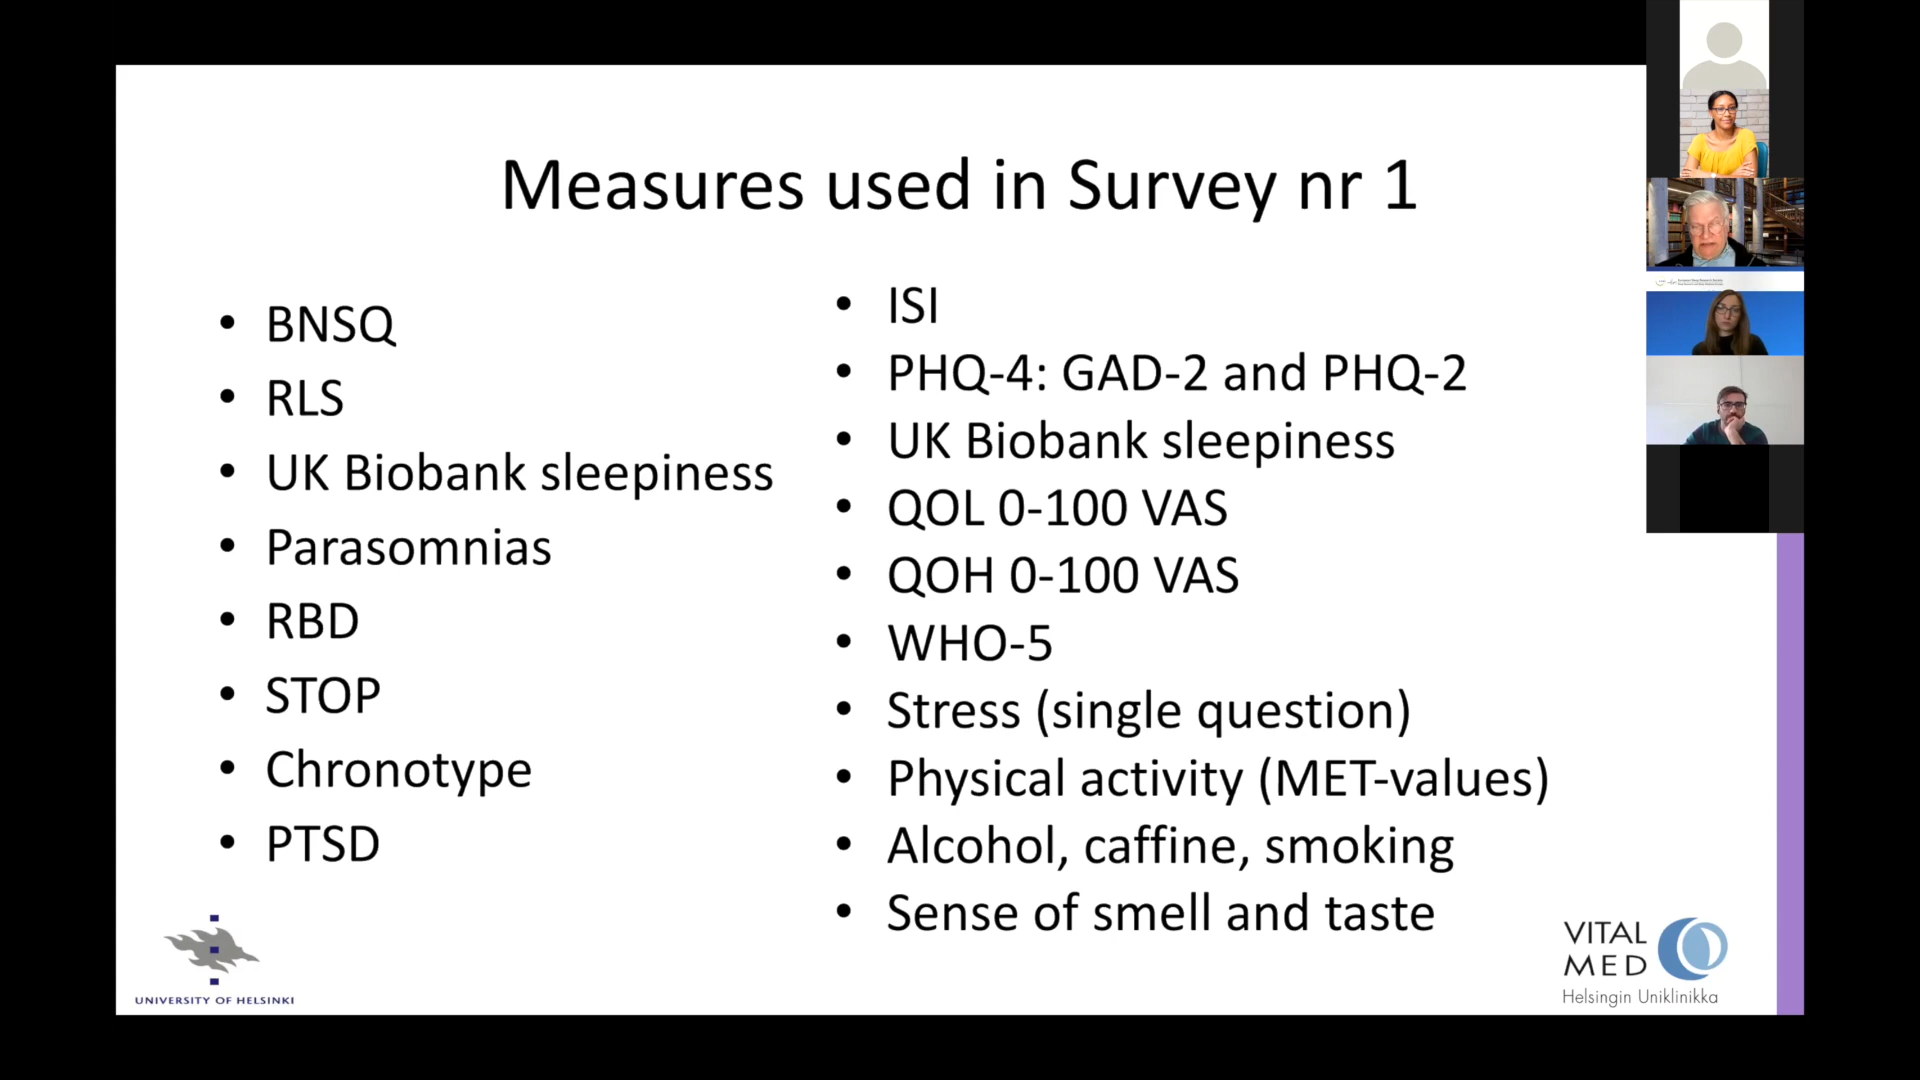 Measures used in Survey nr 1
• BNSQ
• RLS
• UK Biobank sleepiness
• Parasomnias
• RBD
• STOP
• Chronotype
• PTSD
• ISI
• PHQ-4: GAD-2 and PHQ-2
• UK Biobank sleepiness
• QOL 0-100 VAS
• QOH 0-100 VAS
• WHO-5
• Stress (single question)
• Physical activity (MET-values)
• Alcohol, caffine, smoking
• Sense of smell and taste
UNIVERSITY OF HELSINKI
VITAL
MED
Helsingin Uniklinikka